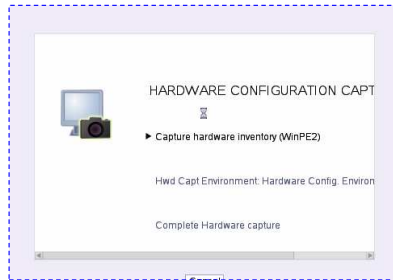 HARDWARE CONFIGURATION CAPT
Capture hardware inventory (WinPE2)
Hwd Capt Environment: Hardware Config. Environ
Complete Hardware capture